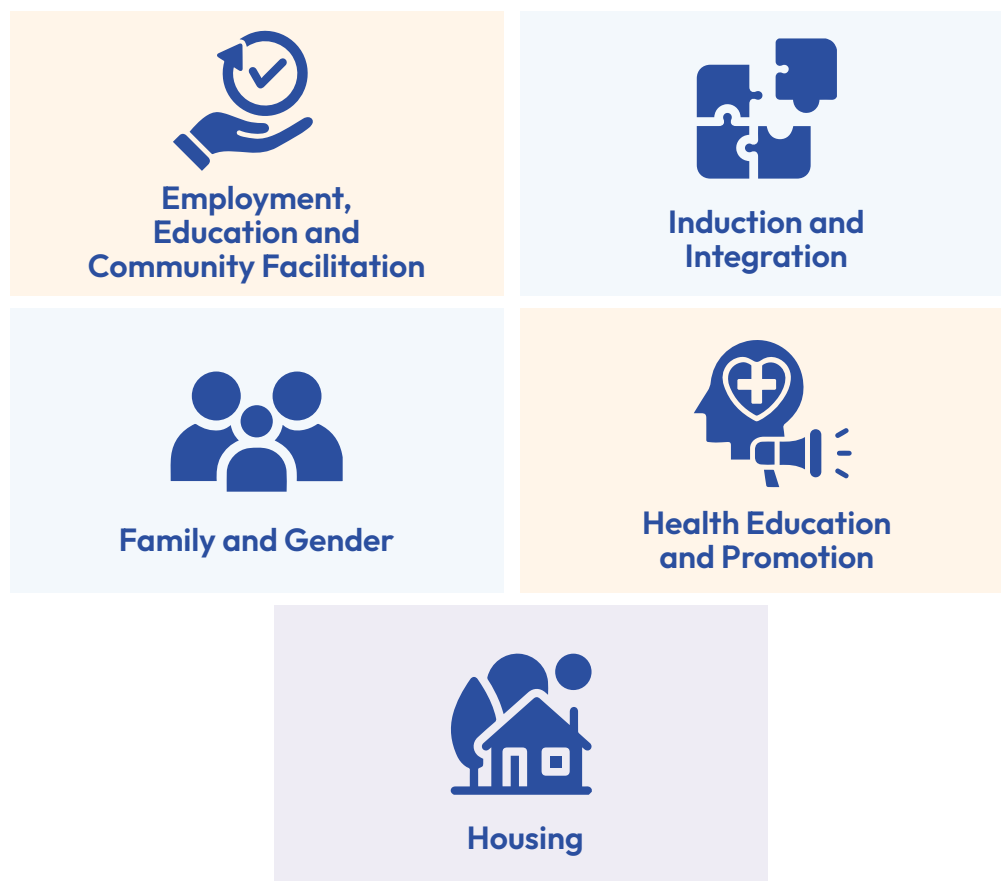 Employment,
Education and
Community Facilitation
Induction and
Integration
Family and Gender
Health Education
and Promotion
Housing